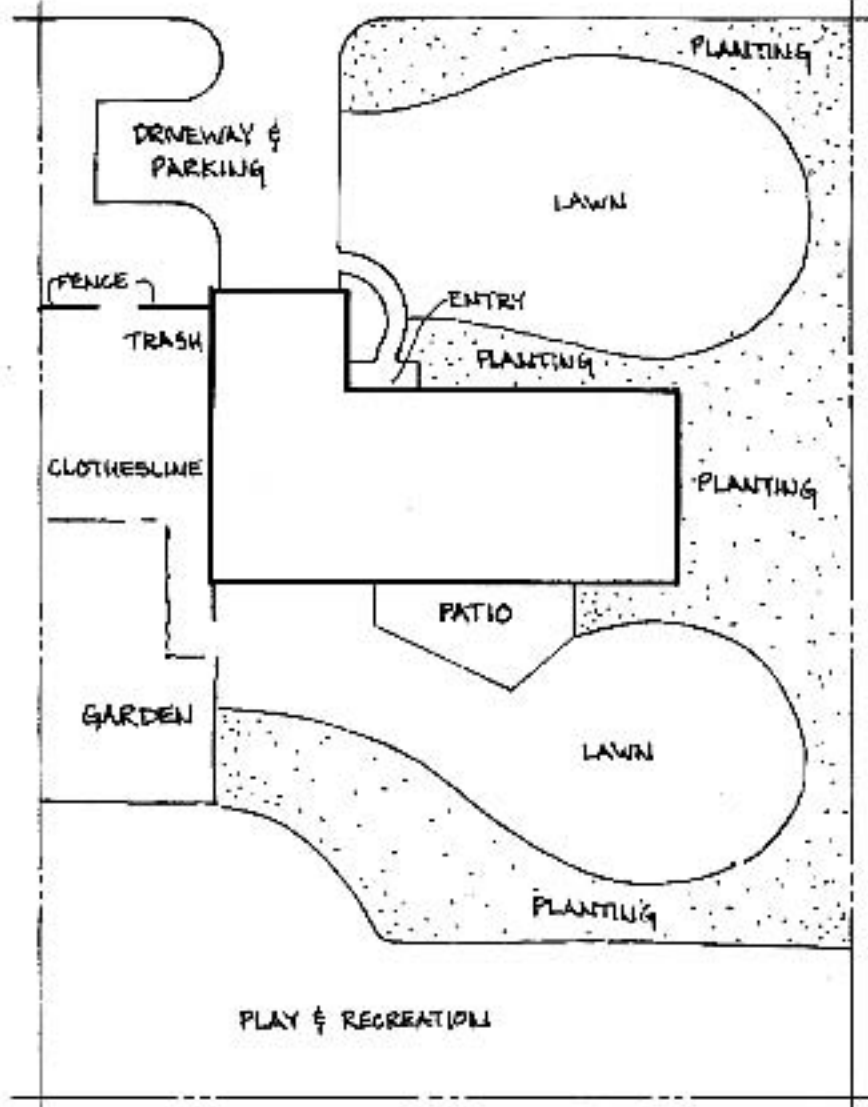 PLANTING
DRIVEWAY &
PARKING
LAWN
FENCE
ENTRY
TRASH
PLANTING
CLOTHESLINE
PLANTING
PATIO
GARDEN
LAWN
PLANTING
PLAY & RECREATION